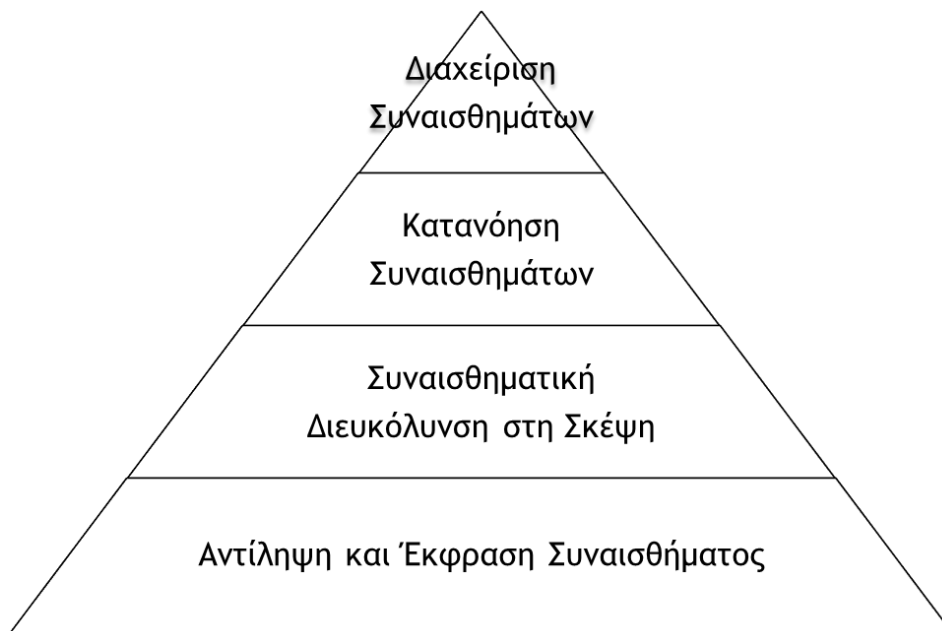 Διαχείριση
Συναισθημάτων
Κατανόηση
Συναισθημάτων
Συναισθηματική
Διευκόλυνση στη Σκέψη
Αντίληψη και Έκφραση Συναισθήματος